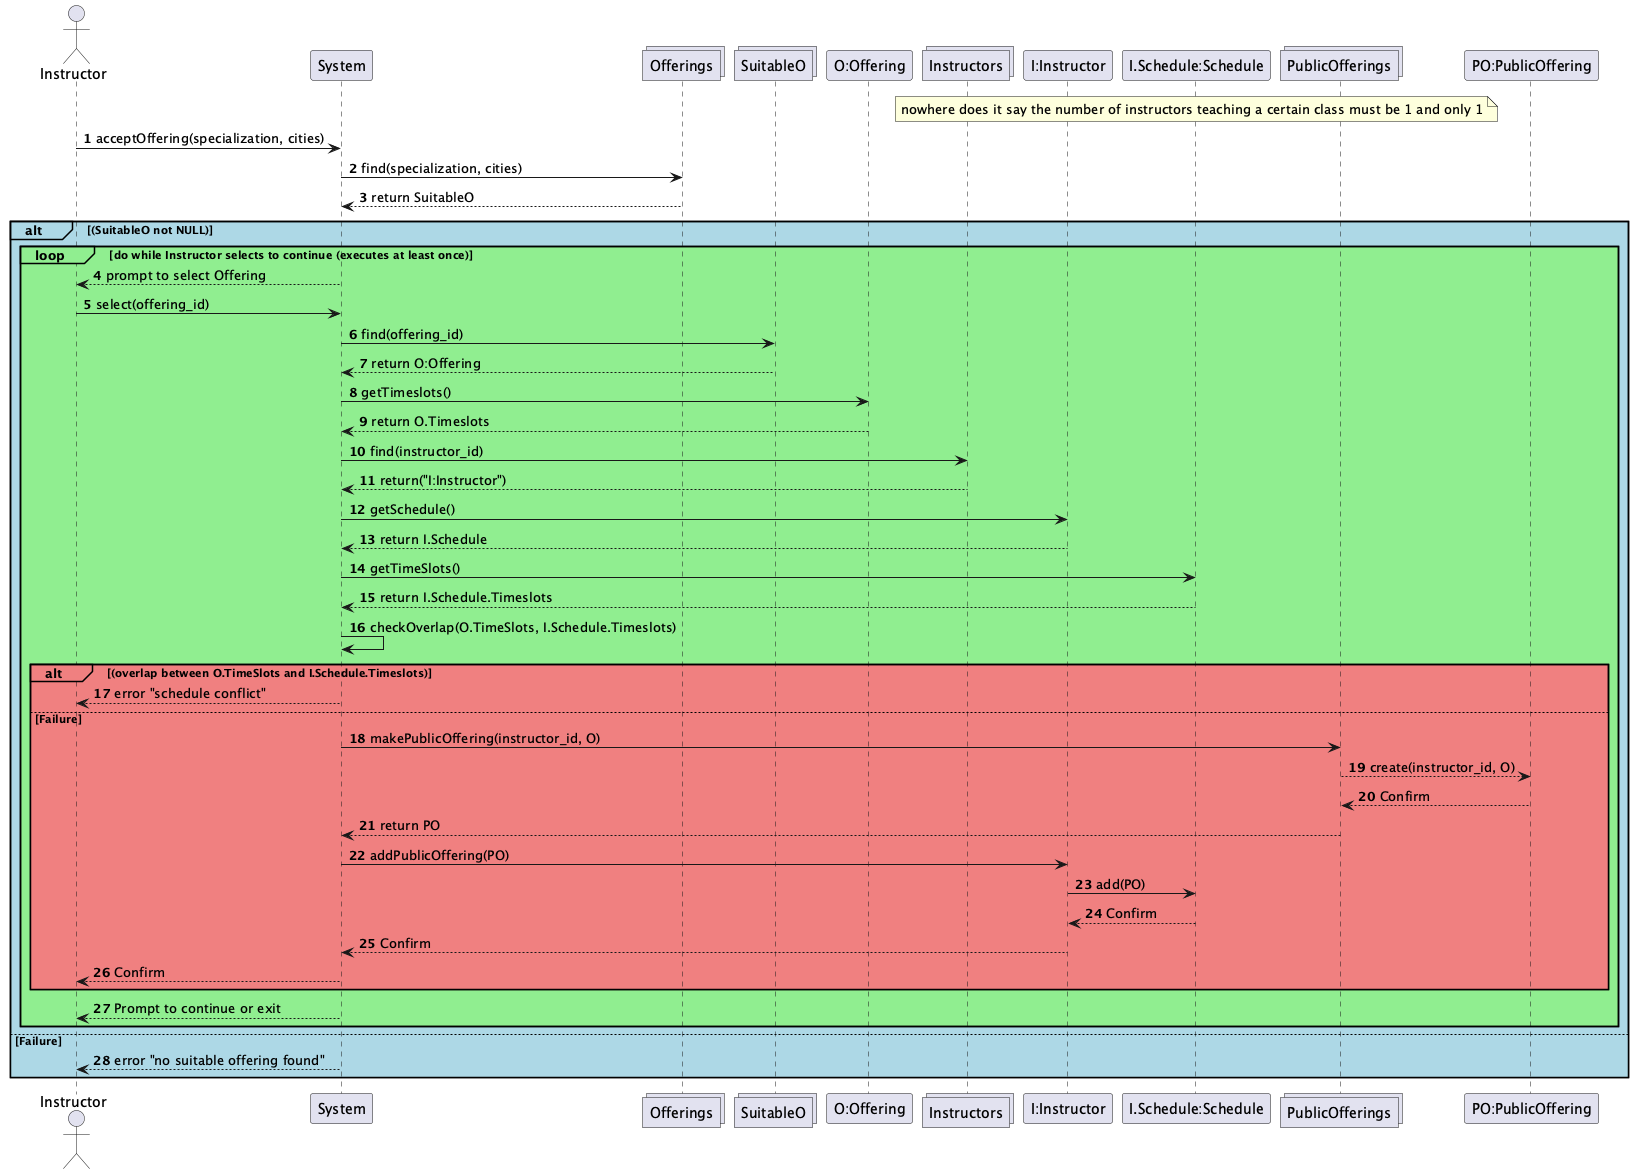 Instructor
System
Offerings
SuitableO
O:Offering
Instructors
I:Instructor
I.Schedule:Schedule
PublicOfferings
PO:PublicOffering
nowhere does it say the number of instructors teaching a certain class must be 1 and only 1
1 acceptOffering(specialization, cities)
2 find(specialization, cities)
3 return SuitableO
alt [(SuitableO not NULL)]
loop [do while Instructor selects to continue (executes at least once)]
4 prompt to select Offering
5 select(offering_id)
6 find(offering_id)
7 return O:Offering
8 getTimeslots()
9 return O.Timeslots
10 find(instructor_id)
11 return("I:Instructor")
12 getSchedule()
13 return I.Schedule
14 getTimeSlots()
15 return I.Schedule.Timeslots
16 checkOverlap(O.TimeSlots, I.Schedule.Timeslots)
alt [(overlap between O.TimeSlots and I.Schedule.Timeslots)]
17 error "schedule conflict"
[Failure]
18 makePublicOffering(instructor_id, O)
19 create(instructor_id, O)
20 Confirm
21 return PO
22 addPublicOffering(PO)
23 add(PO)
24 Confirm
25 Confirm
26 Confirm
27 Prompt to continue or exit
[Failure]
28 error "no suitable offering found"
Instructor
System
Offerings
SuitableO
O:Offering
Instructors
I:Instructor
I.Schedule:Schedule
PublicOfferings
PO:PublicOffering